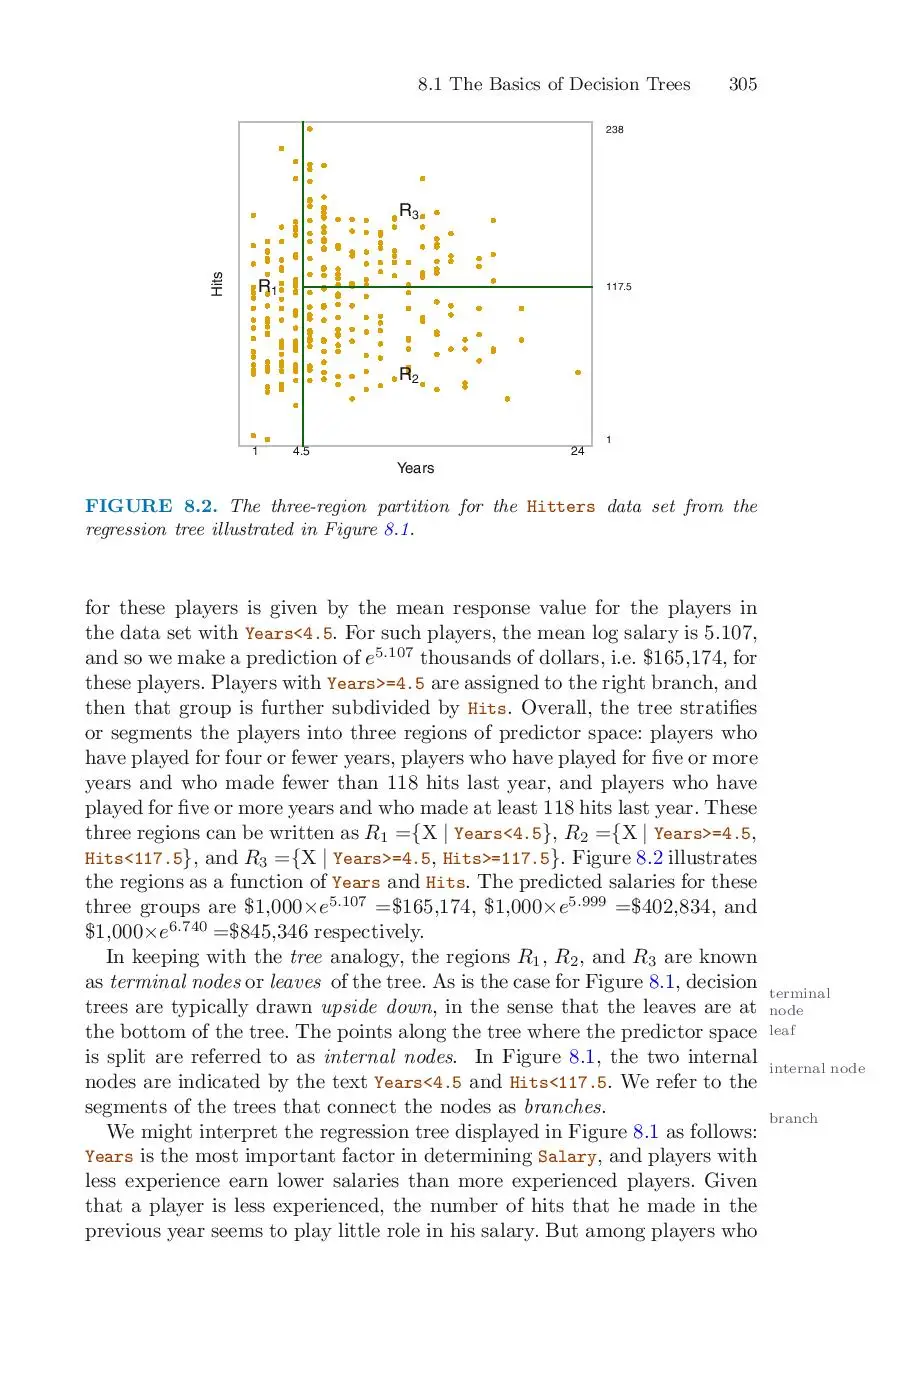 8.1 The Basics of Decision Trees 305
238
R3
Hits
R1
117.5
R2
1
1 4.5 24
Years
FIGURE 8.2. The three-region partition for the Hitters data set from the
regression tree illustrated in Figure 8.1.
for these players is given by the mean response value for the players in
the data set with Years<4.5. For such players, the mean log salary is 5.107,
and so we make a prediction of e^5.107 thousands of dollars, i.e. $165,174, for
these players. Players with Years>=4.5 are assigned to the right branch, and
then that group is further subdivided by Hits. Overall, the tree stratifies
or segments the players into three regions of predictor space: players who
have played for four or fewer years, players who have played for five or more
years and who made fewer than 118 hits last year, and players who have
played for five or more years and who made at least 118 hits last year. These
three regions can be written as R1 ={X | Years<4.5}, R2 ={X | Years>=4.5,
Hits<117.5}, and R3 ={X | Years>=4.5, Hits>=117.5}. Figure 8.2 illustrates
the regions as a function of Years and Hits. The predicted salaries for these
three groups are $1,000×e^5.107 =$165,174, $1,000×e^5.999 =$402,834, and
$1,000×e^6.740 =$845,346 respectively.
In keeping with the tree analogy, the regions R1, R2, and R3 are known
as terminal nodes or leaves of the tree. As is the case for Figure 8.1, decision
trees are typically drawn upside down, in the sense that the leaves are at
the bottom of the tree. The points along the tree where the predictor space
is split are referred to as internal nodes. In Figure 8.1, the two internal
nodes are indicated by the text Years<4.5 and Hits<117.5. We refer to the
segments of the trees that connect the nodes as branches.
terminal
node
leaf
internal node
branch
We might interpret the regression tree displayed in Figure 8.1 as follows:
Years is the most important factor in determining Salary, and players with
less experience earn lower salaries than more experienced players. Given
that a player is less experienced, the number of hits that he made in the
previous year seems to play little role in his salary. But among players who